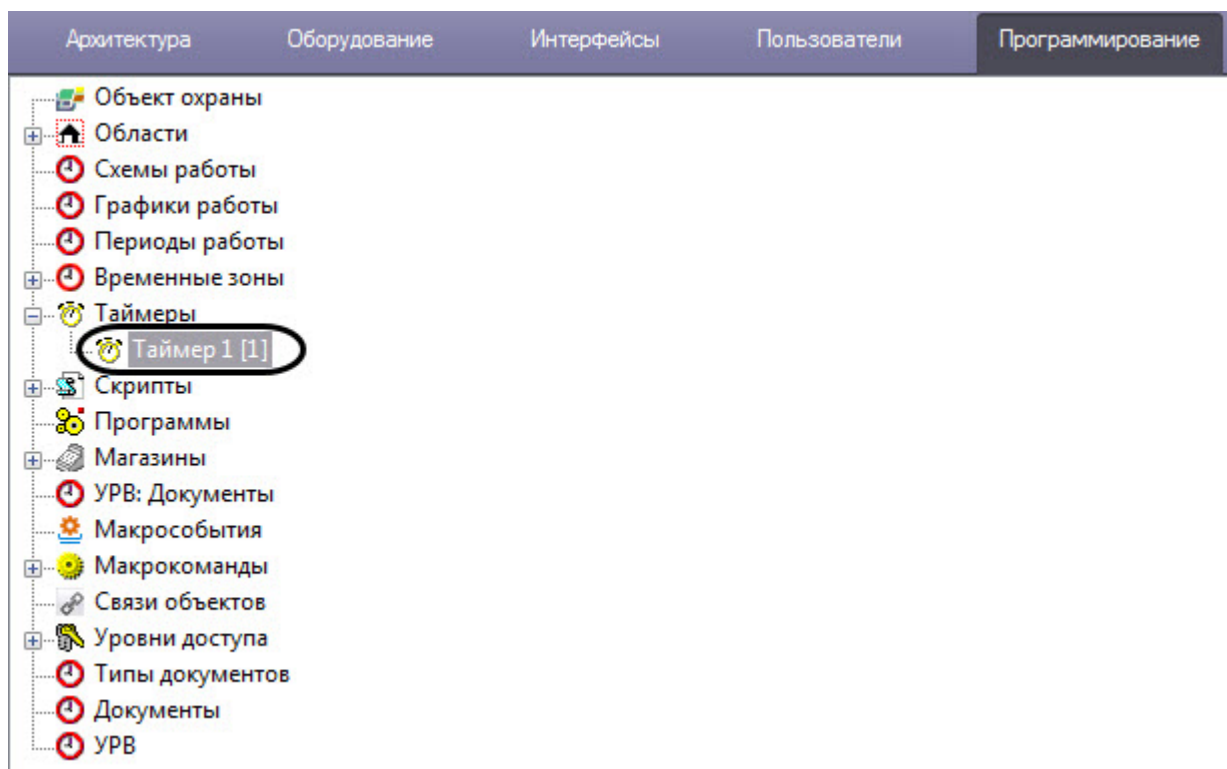 Архитектура Оборудование Интерфейсы Пользователи Программирование
Объект охраны
Области
Схемы работы
Графики работы
Периоды работы
Временные зоны
Таймеры
Таймер 1 [1]
Скрипты
Программы
Магазины
УРВ: Документы
Макрособытия
Макрокоманды
Связи объектов
Уровни доступа
Типы документов
Документы
УРВ